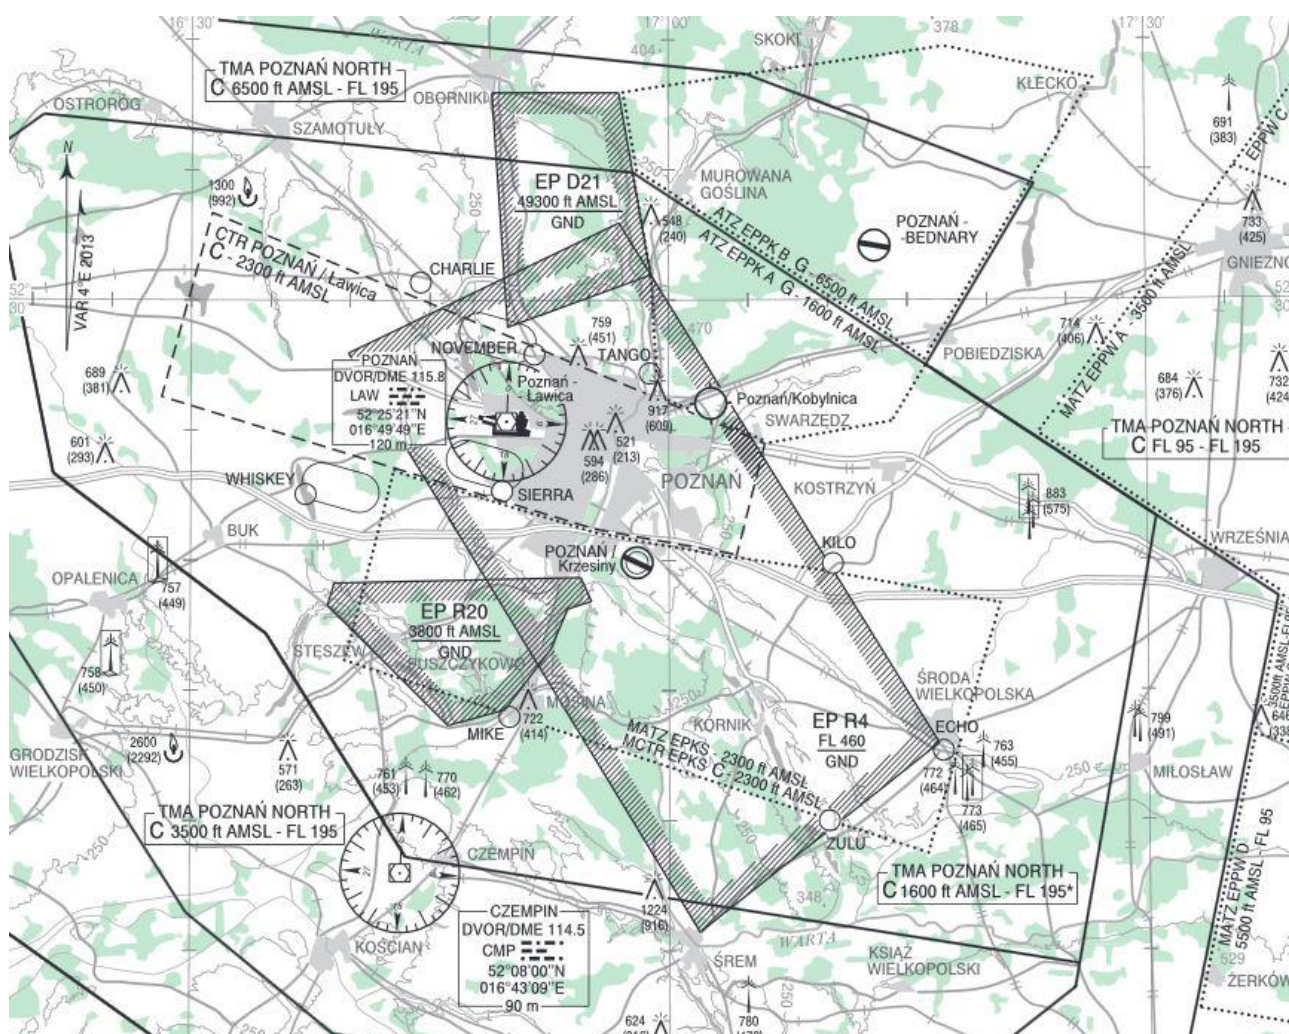 16° 30'
17° 00'
17° 30'
378
404
SKOKI
WARTA
TMA POZNAŃ NORTH
C 6500 ft AMSL - FL 195
OSTRORÓG
SZAMOTUŁY
OBORNIKI
KŁECKO
691
(383)
EPPW C
N
VAR 4°E 2013
1300
(992)
250
EP D21
49300 ft AMSL
GND
250
MUROWANA
GOŚLINA
548
(240)
POZNAŃ -
-BEDNARY
733
(425)
GNIEZNO
CTR POZNAŃ / Ławica
C - 2300 ft AMSL
ATZ EPPK B G - 6500 ft AMSL
ATZ EPPK A G - 1600 ft AMSL
MATZ EPPW A - 3500 ft AMSL
CHARLIE
52°
30'
52
30
689
(381)
NOVEMBER
759
(451)
TANGO
470
POBIEDZISKA
714
(406)
684
(376)
732
(424
POZNAŃ
DVOR/DME 115.8
LAW
52°25'21"N
016°49'49"E
120 m
Poznań -
Ławica
27
917
(609)
Poznań/Kobylnica
SWARZĘDZ
521
(213)
594
(286)
TMA POZNAŃ NORTH -
C FL 95 - FL 195
601
(293)
WHISKEY
SIERRA
POZNAŃ
KOSTRZYŃ
883
(575)
BUK
250
POZNAŃ /
Krzesiny
KILO
WRZEŚNIA
OPALENICA
757
(449)
EP R20
3800 ft AMSL
GND
STĘSZEW
PUSZCZYKOWO
758
(450)
MOSINA
MIKE
722
(414)
KÓRNIK
EP R4
FL 460
GND
ŚRODA
WIELKOPOLSKA
ECHO
763
(455)
772
(464)
773
(465)
799
(491)
MIŁOSŁAW
250
GRODZISK
WIELKOPOLSKI
2600
(2292)
571
(263)
761
(453)
770
(462)
MATZ EPKS - 2300 ft AMSL
MCTR EPKS C - 2300 ft AMSL
ZULU
TMA POZNAŃ NORTH
C 3500 ft AMSL - FL 195
CZEMPIŃ
27
TMA POZNAŃ NORTH
C 1600 ft AMSL - FL 195*
348
MATZ EPPW D
5500 ft AMSL - FL 95
1224
(916)
CZEMPIN
DVOR/DME 114.5
CMP
52°08'00"N
016°43'09"E
90 m
KOŚCIAN
ŚREM
WARTA
KSIĄŻ
WIELKOPOLSKI
529
ŻERKÓW
250
250
624
780